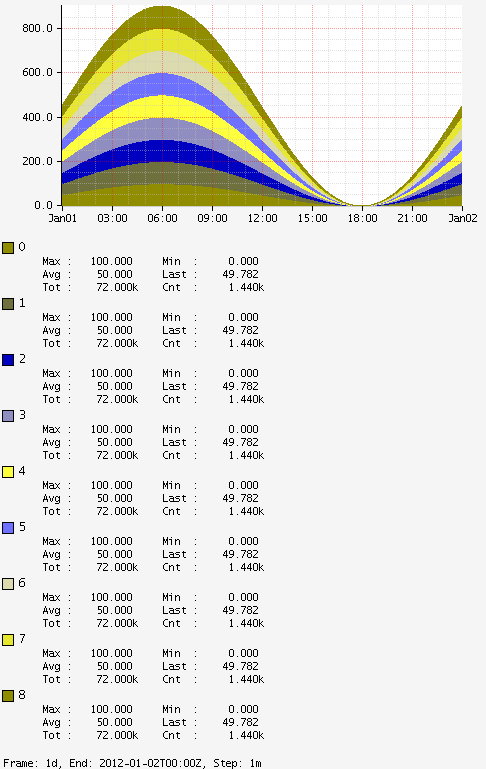 800.0
600.0
400.0
200.0
0.0
Jan01 03:00 06:00 09:00 12:00 15:00 18:00 21:00 Jan02
0
Max : 100.000 Min : 0.000
Avg : 50.000 Last : 49.782
Tot : 72.000k Cnt : 1.440k
1
Max : 100.000 Min : 0.000
Avg : 50.000 Last : 49.782
Tot : 72.000k Cnt : 1.440k
2
Max : 100.000 Min : 0.000
Avg : 50.000 Last : 49.782
Tot : 72.000k Cnt : 1.440k
3
Max : 100.000 Min : 0.000
Avg : 50.000 Last : 49.782
Tot : 72.000k Cnt : 1.440k
4
Max : 100.000 Min : 0.000
Avg : 50.000 Last : 49.782
Tot : 72.000k Cnt : 1.440k
5
Max : 100.000 Min : 0.000
Avg : 50.000 Last : 49.782
Tot : 72.000k Cnt : 1.440k
6
Max : 100.000 Min : 0.000
Avg : 50.000 Last : 49.782
Tot : 72.000k Cnt : 1.440k
7
Max : 100.000 Min : 0.000
Avg : 50.000 Last : 49.782
Tot : 72.000k Cnt : 1.440k
8
Max : 100.000 Min : 0.000
Avg : 50.000 Last : 49.782
Tot : 72.000k Cnt : 1.440k
Frame: 1d, End: 2012-01-02T00:00Z, Step: 1m